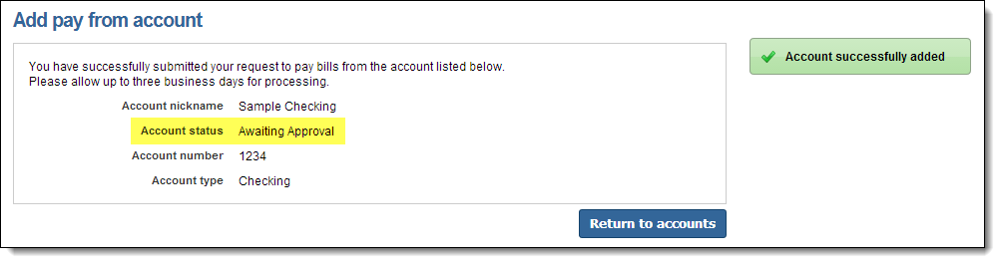 Add pay from account
Account successfully added
You have successfully submitted your request to pay bills from the account listed below.
Please allow up to three business days for processing.
Account nickname Sample Checking
Account status Awaiting Approval
Account number 1234
Account type Checking
Return to accounts